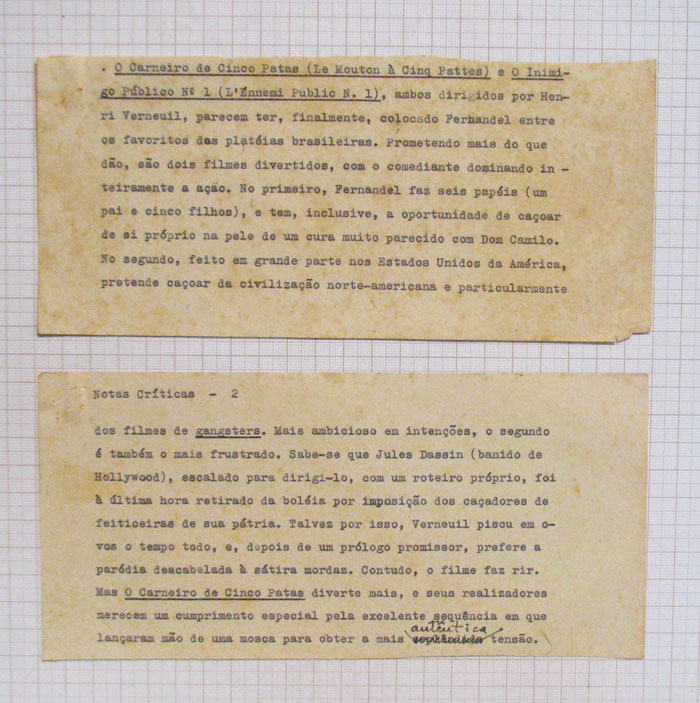 . O Carneiro de Cinco Patas (Le Mouton à Cinq Pattes) e O Inimi-
go Público Nº 1 (L'Énnemi Public N. 1), ambos dirigidos por Hen-
ri Verneuil, parecem ter, finalmente, colocado Fernandel entre
os favoritos das platéias brasileiras. Prometendo mais do que
dão, são dois filmes divertidos, com o comediante dominando in -
teiramente a ação. No primeiro, Fernandel faz seis papéis (um
pai e cinco filhos), e tem, inclusive, a oportunidade de caçoar
de si próprio na pele de um cura muito parecido com Dom Camilo.
No segundo, feito em grande parte nos Estados Unidos da América,
pretende caçoar da civilização norte-americana e particularmente
Notas Críticas - 2
dos filmes de gangsters. Mais ambicioso em intenções, o segundo
é também o mais frustrado. Sabe-se que Jules Dassin (banido de
Hollywood), escalado para dirigi-lo, com um roteiro próprio, foi
à última hora retirado da boléia por imposição dos caçadores de
feiticeiras de sua pátria. Talvez por isso, Verneuil pisou em o-
vos o tempo todo, e, depois de um prólogo promissor, prefere a
paródia descabelada à sátira mordaz. Contudo, o filme faz rir.
Mas O Carneiro de Cinco Patas diverte mais, e seus realizadores
merecem um cumprimento especial pela excelente sequência em que
lançaram mão de uma mosca para obter a mais autêntica tensão.